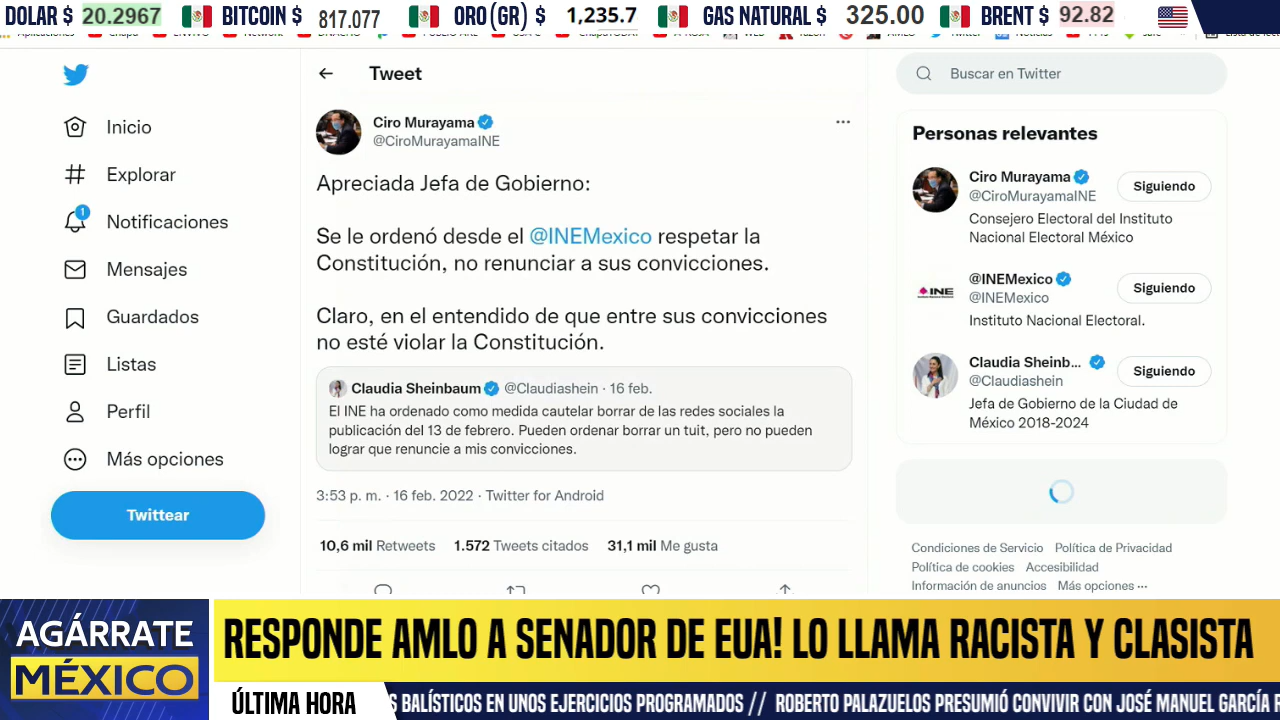 DOLAR $ 20.2967 BITCOIN $ 817.077 ORO(GR) $ 1,235.7 GAS NATURAL $ 325.00 BRENT $ 92.82
Inicio
Explorar
1
Notificaciones
Mensajes
Guardados
Listas
Perfil
Más opciones
Twittear
Tweet
Ciro Murayama
@CiroMurayamaINE
Apreciada Jefa de Gobierno:
Se le ordenó desde el @INEMexico respetar la
Constitución, no renunciar a sus convicciones.
Claro, en el entendido de que entre sus convicciones
no esté violar la Constitución.
Claudia Sheinbaum @Claudiashein · 16 feb.
El INE ha ordenado como medida cautelar borrar de las redes sociales la
publicación del 13 de febrero. Pueden ordenar borrar un tuit, pero no pueden
lograr que renuncie a mis convicciones.
3:53 p. m. · 16 feb. 2022 · Twitter for Android
10,6 mil Retweets 1.572 Tweets citados 31,1 mil Me gusta
Buscar en Twitter
Personas relevantes
Ciro Murayama
@CiroMurayamaINE
Siguiendo
Consejero Electoral del Instituto
Nacional Electoral México
@INEMexico
@INEMexico
Siguiendo
INE
Instituto Nacional Electoral.
Claudia Sheinb...
@Claudiashein
Siguiendo
Jefa de Gobierno de la Ciudad de
México 2018-2024
Condiciones de Servicio Política de Privacidad
Política de cookies Accesibilidad
Información de anuncios Más opciones ···
AGÁRRATE
MÉXICO
RESPONDE AMLO A SENADOR DE EUA! LO LLAMA RACISTA Y CLASISTA
ÚLTIMA HORA
S BALÍSTICOS EN UNOS EJERCICIOS PROGRAMADOS // ROBERTO PALAZUELOS PRESUMIÓ CONVIVIR CON JOSÉ MANUEL GARCÍA